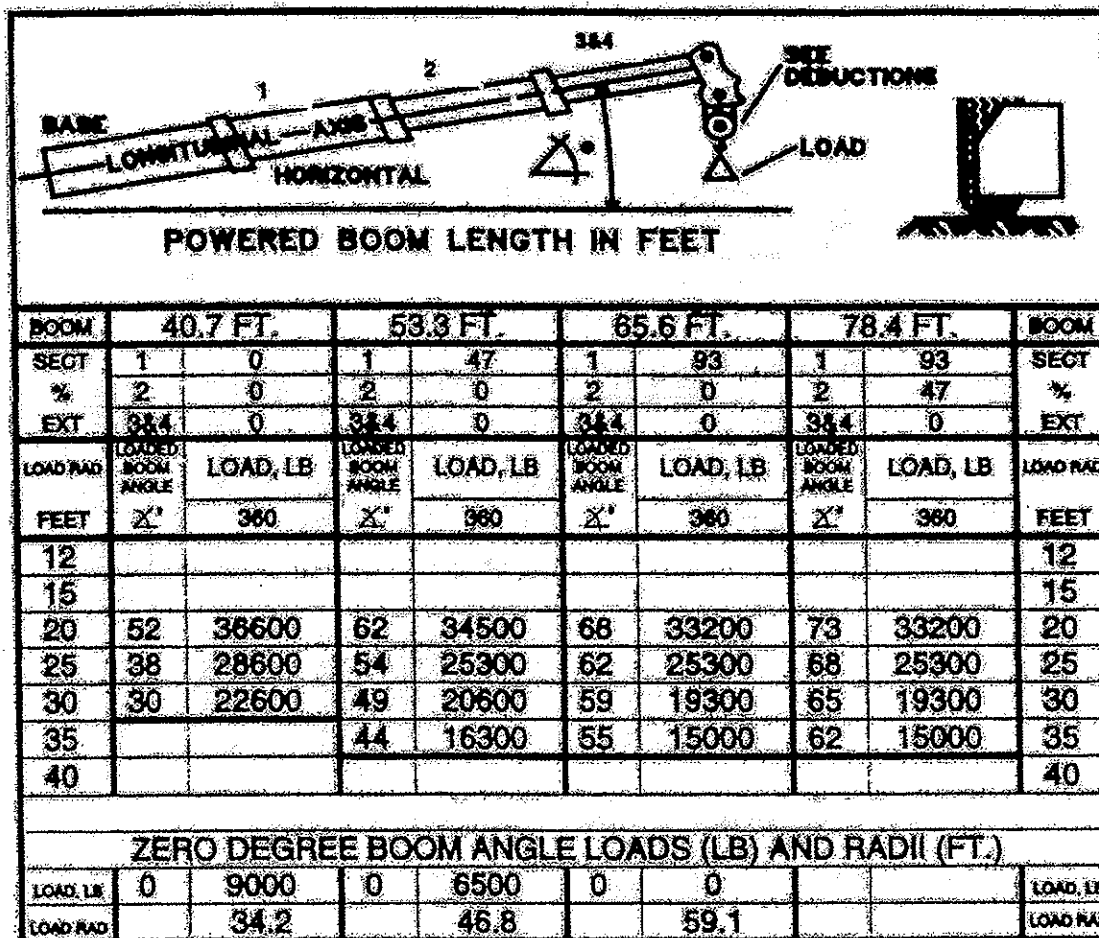 3&4
2
1
SEE
DEDUCTIONS
BASE
LONGITUDINAL AXIS
LOAD
HORIZONTAL
POWERED BOOM LENGTH IN FEET
BOOM 40.7 FT. 53.3 FT. 65.6 FT. 78.4 FT. BOOM
SECT 1 0 1 47 1 93 1 93 SECT
% 2 0 2 0 2 0 2 47 %
EXT 3&4 0 3&4 0 3&4 0 3&4 0 EXT
LOAD RAD LOADED BOOM ANGLE LOAD, LB LOADED BOOM ANGLE LOAD, LB LOADED BOOM ANGLE LOAD, LB LOADED BOOM ANGLE LOAD, LB LOAD RAD
FEET 360 360 360 360 FEET
12 12
15 15
20 52 36600 62 34500 68 33200 73 33200 20
25 38 28600 54 25300 62 25300 68 25300 25
30 30 22600 49 20600 59 19300 65 19300 30
35 44 16300 55 15000 62 15000 35
40 40
ZERO DEGREE BOOM ANGLE LOADS (LB) AND RADII (FT.)
LOAD, LB 0 9000 0 6500 0 0 LOAD, LB
LOAD RAD 34.2 46.8 59.1 LOAD RAD